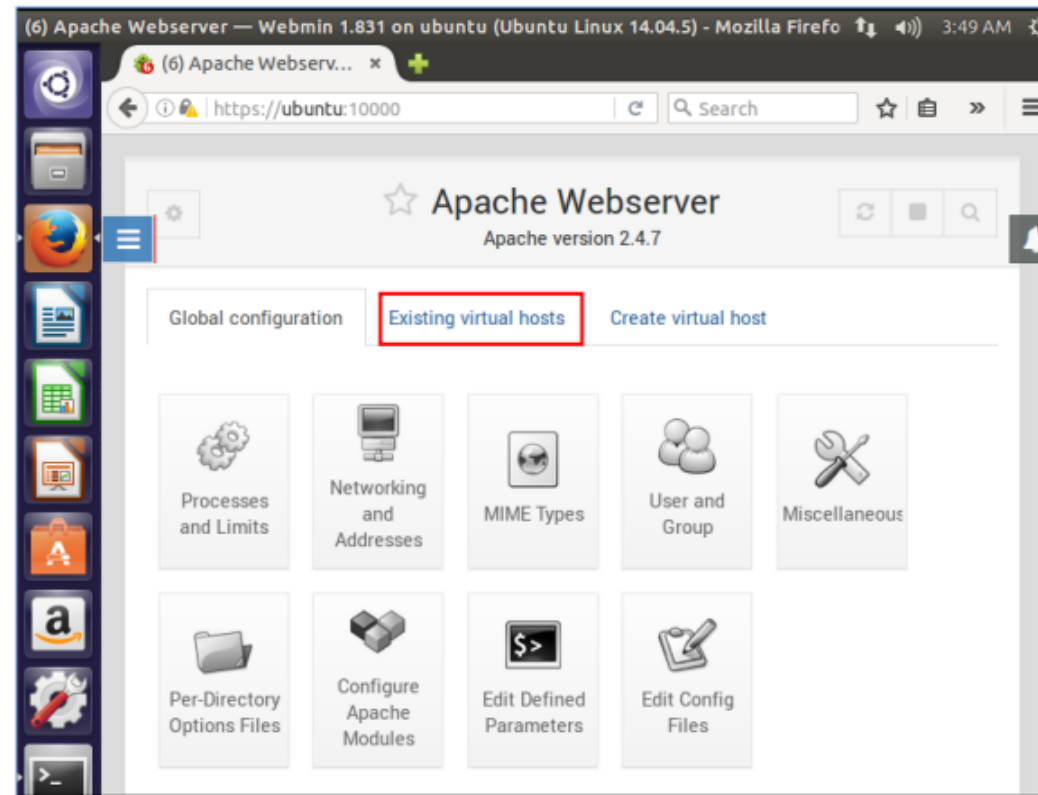 (6) Apache Webserver — Webmin 1.831 on ubuntu (Ubuntu Linux 14.04.5) - Mozilla Firefo 3:49 AM
(6) Apache Webserv...
https://ubuntu:10000 Search
Apache Webserver
Apache version 2.4.7
Global configuration Existing virtual hosts Create virtual host
Processes
and Limits
Networking
and
Addresses
MIME Types
User and
Group
Miscellaneous
Per-Directory
Options Files
Configure
Apache
Modules
$>
Edit Defined
Parameters
Edit Config
Files
A
a
>_